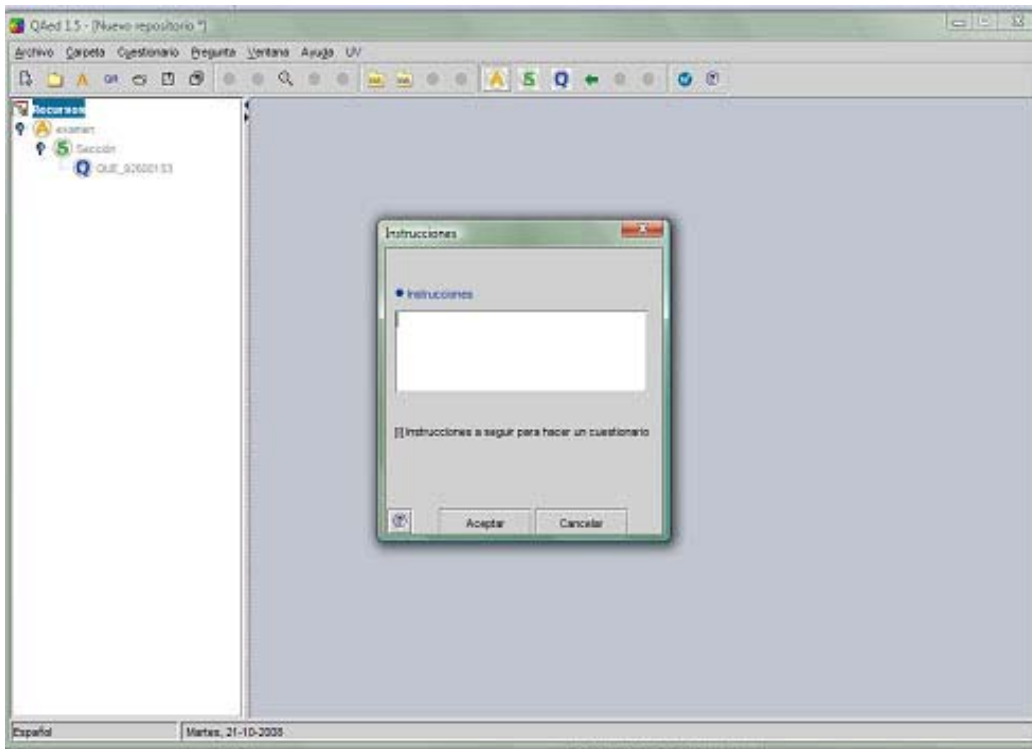 QAed 1.5 - [Nuevo repositorio *]
Archivo Carpeta Cuestionario Pregunta Ventana Ayuda UV
Recursos
examen
Sección
Instrucciones
Instrucciones
[I] Instrucciones a seguir para hacer un cuestionario
Aceptar Cancelar
Español Martes, 21-10-2008